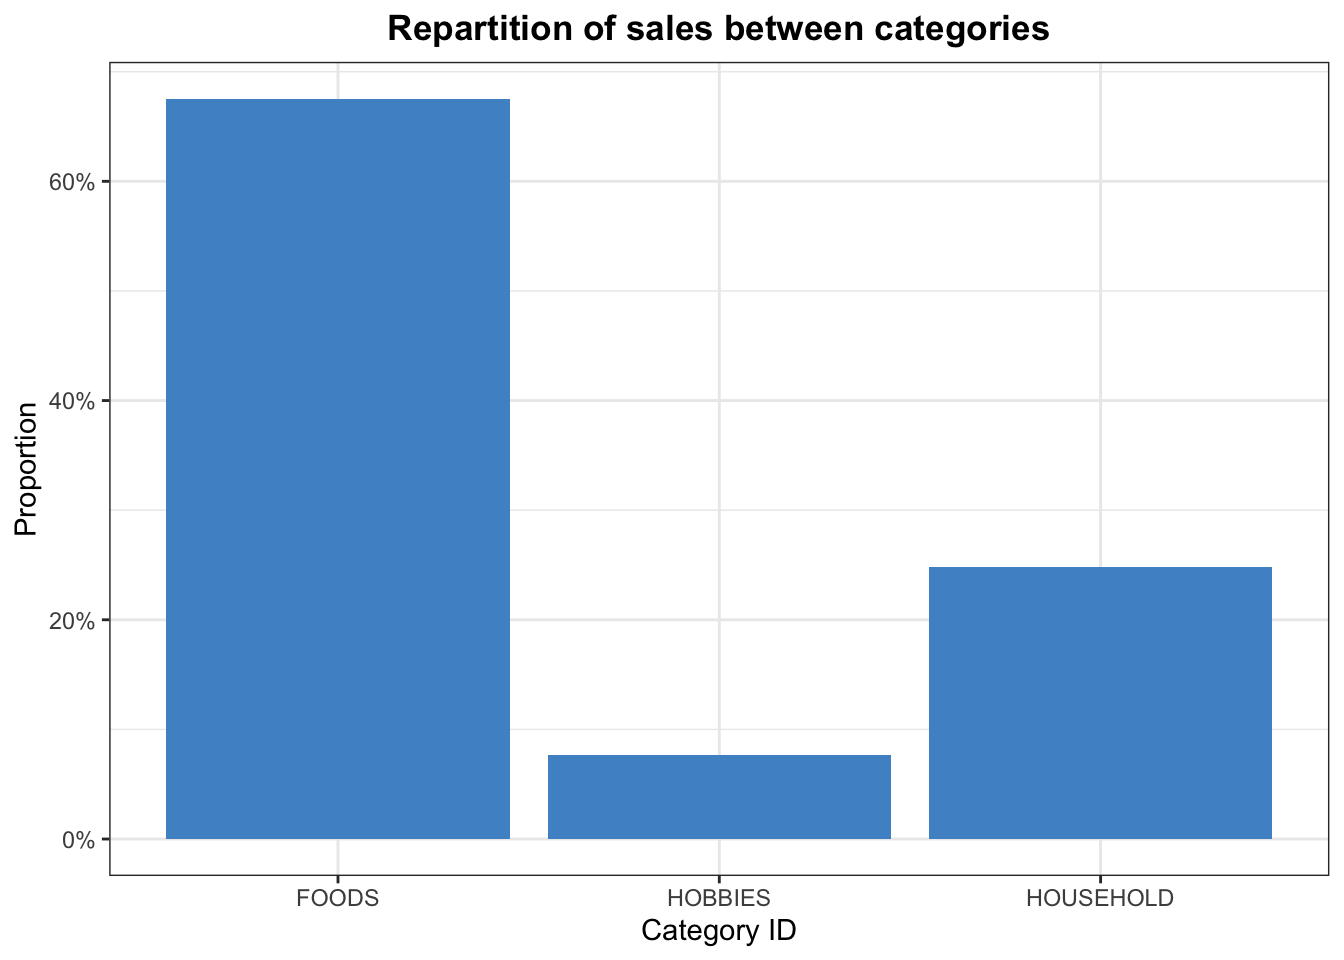 Repartition of sales between categories
60%
40%
20%
0%
Proportion
FOODS
HOBBIES
HOUSEHOLD
Category ID